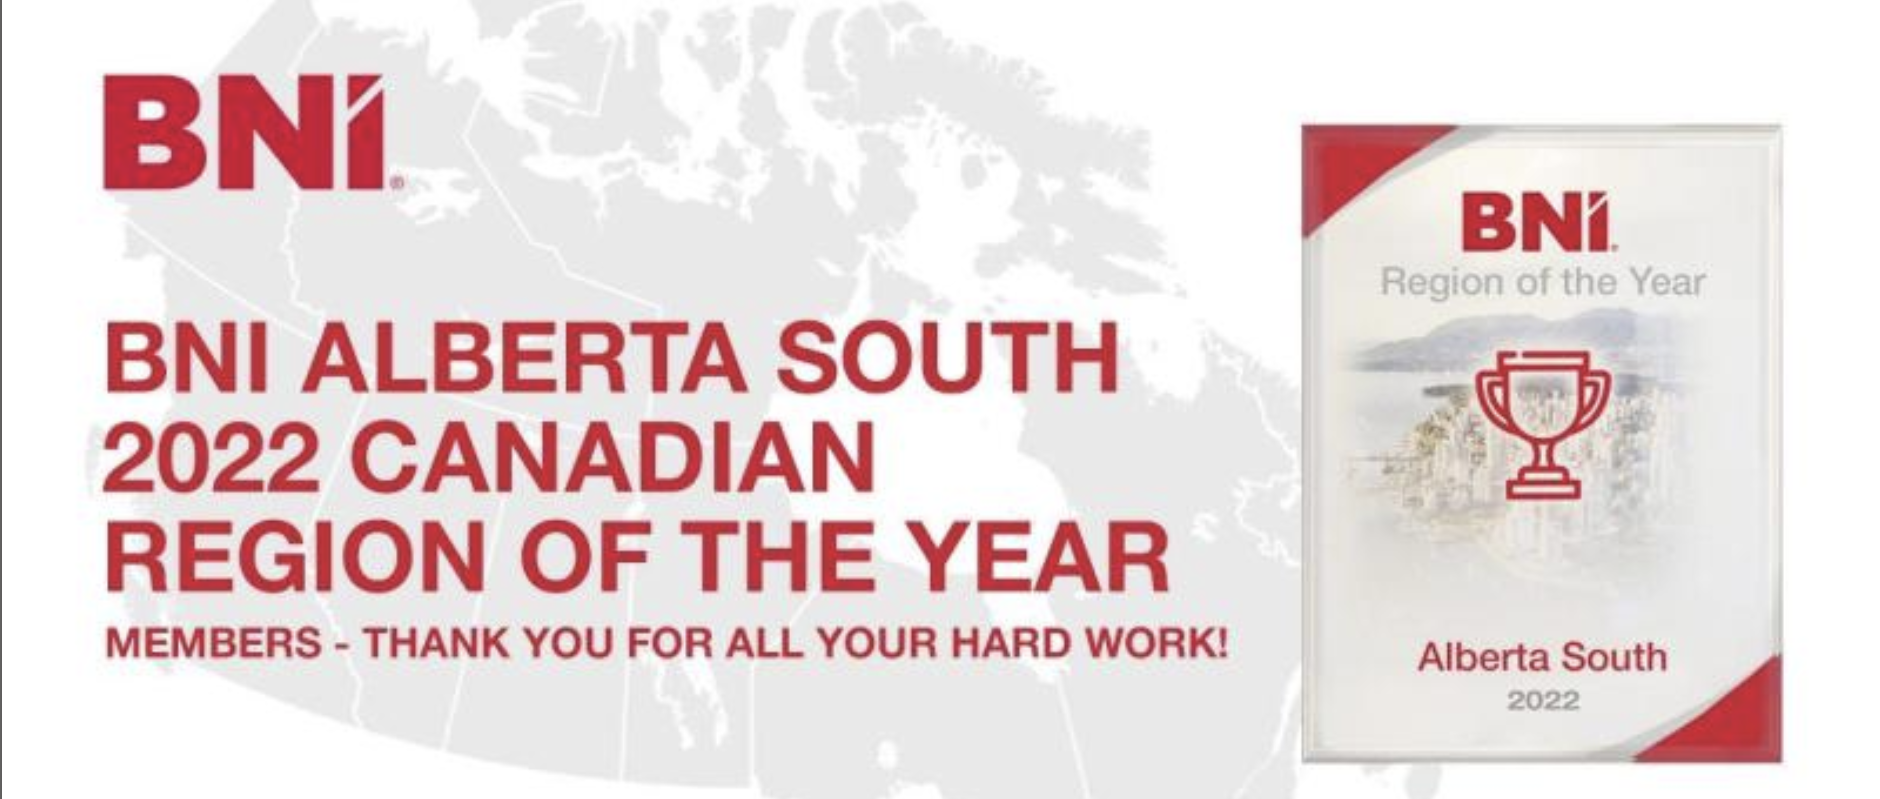 BNI®
BNI ALBERTA SOUTH
2022 CANADIAN
REGION OF THE YEAR
MEMBERS - THANK YOU FOR ALL YOUR HARD WORK!
BNI
Region of the Year
Alberta South
2022